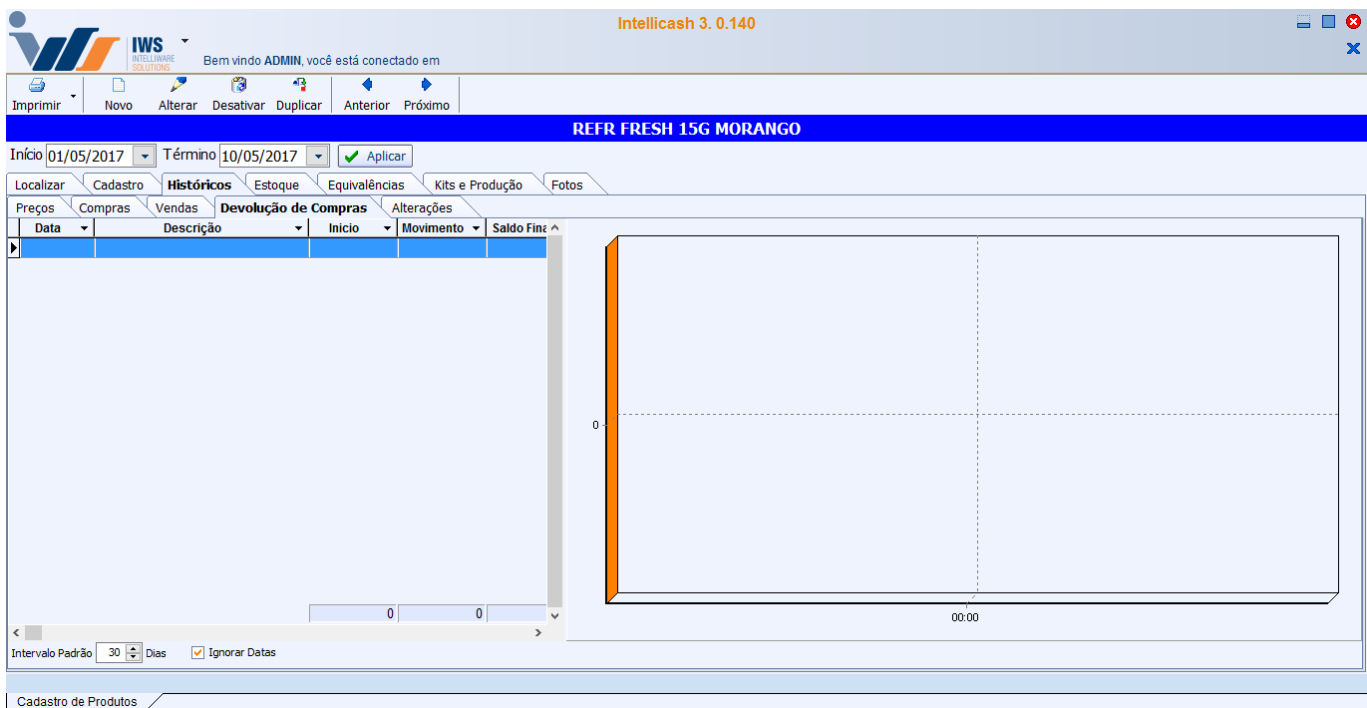 Intellicash 3. 0.140
IWS
INTELLIWARE
SOLUTIONS
Bem vindo ADMIN, você está conectado em
Imprimir Novo Alterar Desativar Duplicar Anterior Próximo
REFR FRESH 15G MORANGO
Início 01/05/2017 Término 10/05/2017 Aplicar
Localizar Cadastro Históricos Estoque Equivalências Kits e Produção Fotos
Preços Compras Vendas Devolução de Compras Alterações
Data Descrição Inicio Movimento Saldo Fina
0
0 0
00:00
Intervalo Padrão 30 Dias Ignorar Datas
Cadastro de Produtos